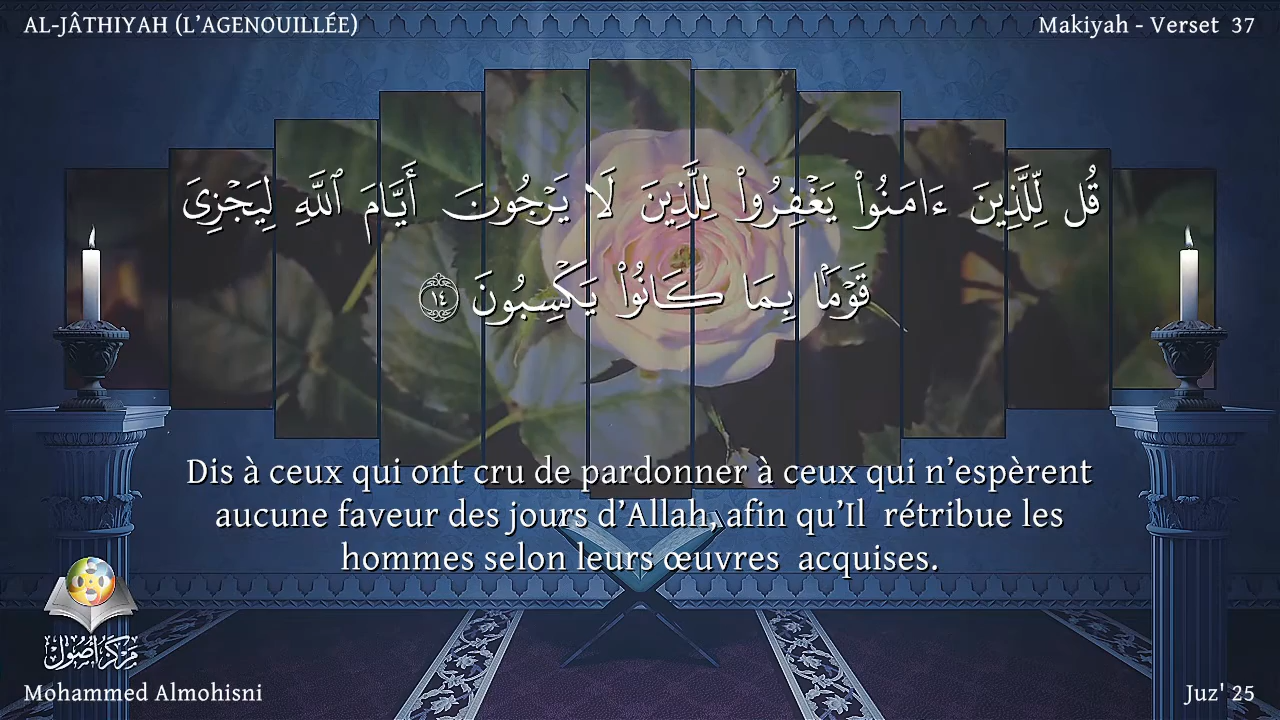 AL-JÂTHIYAH (L’AGENOUILLÉE)
Makiyah - Verset 37
قُل لِّلَّذِينَ ءَامَنُوا۟ يَغْفِرُوا۟ لِلَّذِينَ لَا يَرْجُونَ أَيَّامَ ٱللَّهِ لِيَجْزِىَ
قَوْمًۢا بِمَا كَانُوا۟ يَكْسِبُونَ ١٤
Dis à ceux qui ont cru de pardonner à ceux qui n’espèrent
aucune faveur des jours d’Allah, afin qu’Il rétribue les
hommes selon leurs œuvres acquises.
مركز أصول
Mohammed Almohisni
Juz' 25